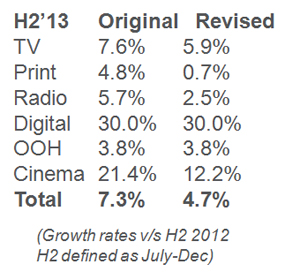 H2'13 Original Revised
TV 7.6% 5.9%
Print 4.8% 0.7%
Radio 5.7% 2.5%
Digital 30.0% 30.0%
OOH 3.8% 3.8%
Cinema 21.4% 12.2%
Total 7.3% 4.7%
(Growth rates v/s H2 2012
H2 defined as July-Dec)